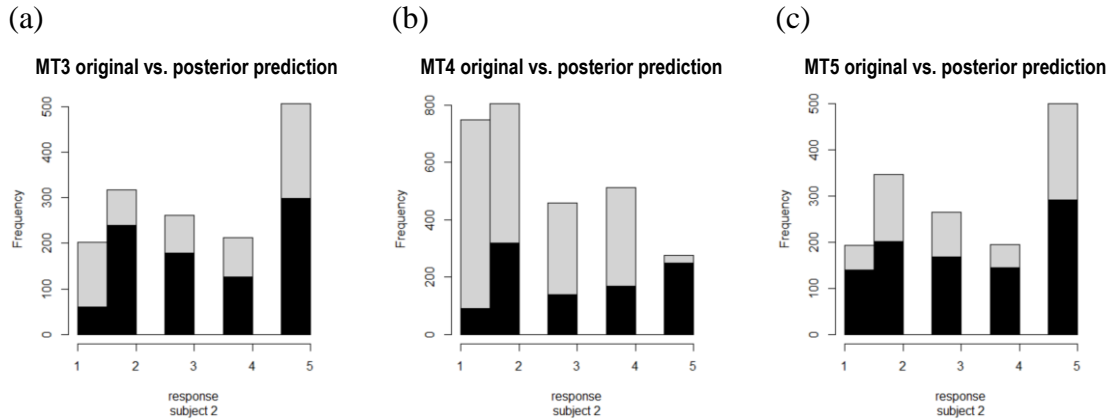 (a)
(b)
(c)
MT3 original vs. posterior prediction
MT4 original vs. posterior prediction
MT5 original vs. posterior prediction
Frequency
0
100
200
300
400
500
1
2
3
4
5
response
subject 2
Frequency
0
200
400
600
800
1
2
3
4
5
response
subject 2
Frequency
0
100
200
300
400
500
1
2
3
4
5
response
subject 2